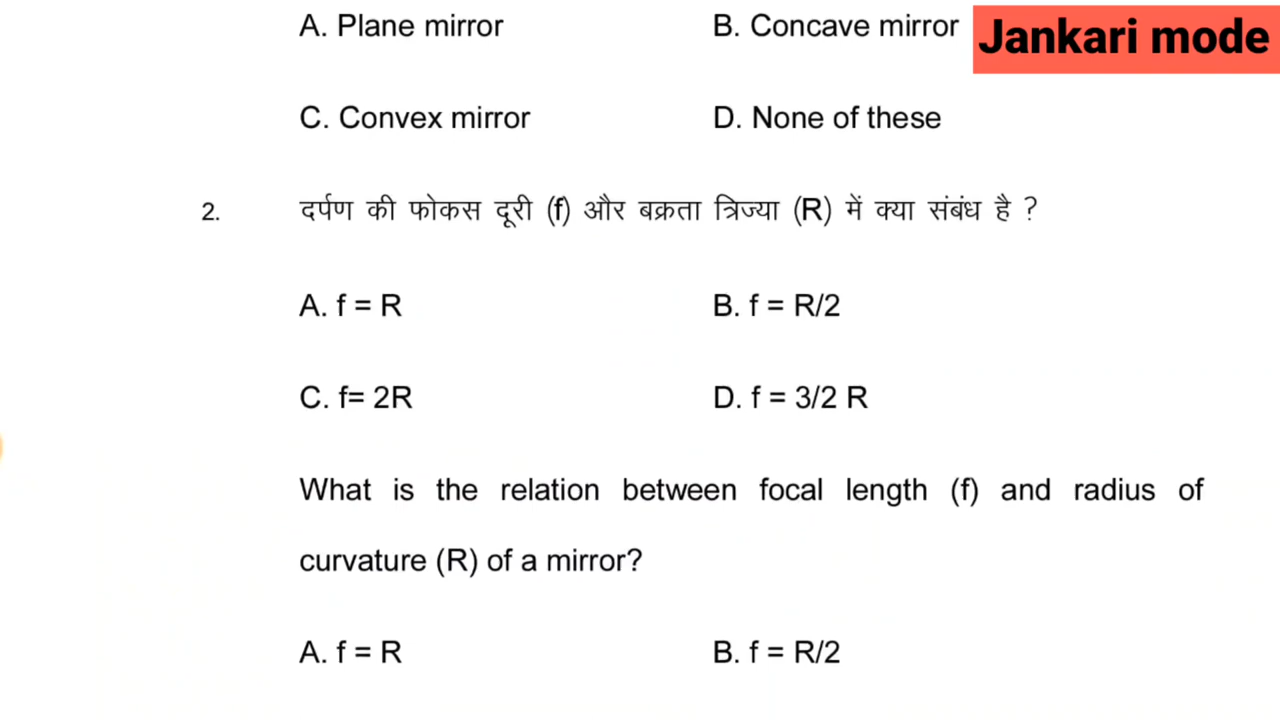 A. Plane mirror B. Concave mirror
Jankari mode
C. Convex mirror D. None of these
2. दर्पण की फोकस दूरी (f) और बक्रता त्रिज्या (R) में क्या संबंध है ?
A. f = R B. f = R/2
C. f= 2R D. f = 3/2 R
What is the relation between focal length (f) and radius of
curvature (R) of a mirror?
A. f = R B. f = R/2